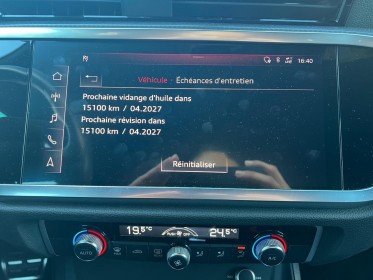 16:40
Véhicule · Échéances d'entretien
Prochaine vidange d'huile dans
15100 km / 04.2027
Prochaine révision dans
15100 km / 04.2027
Réinitialiser
19.5°C 24.5°C
AUTO
A/C